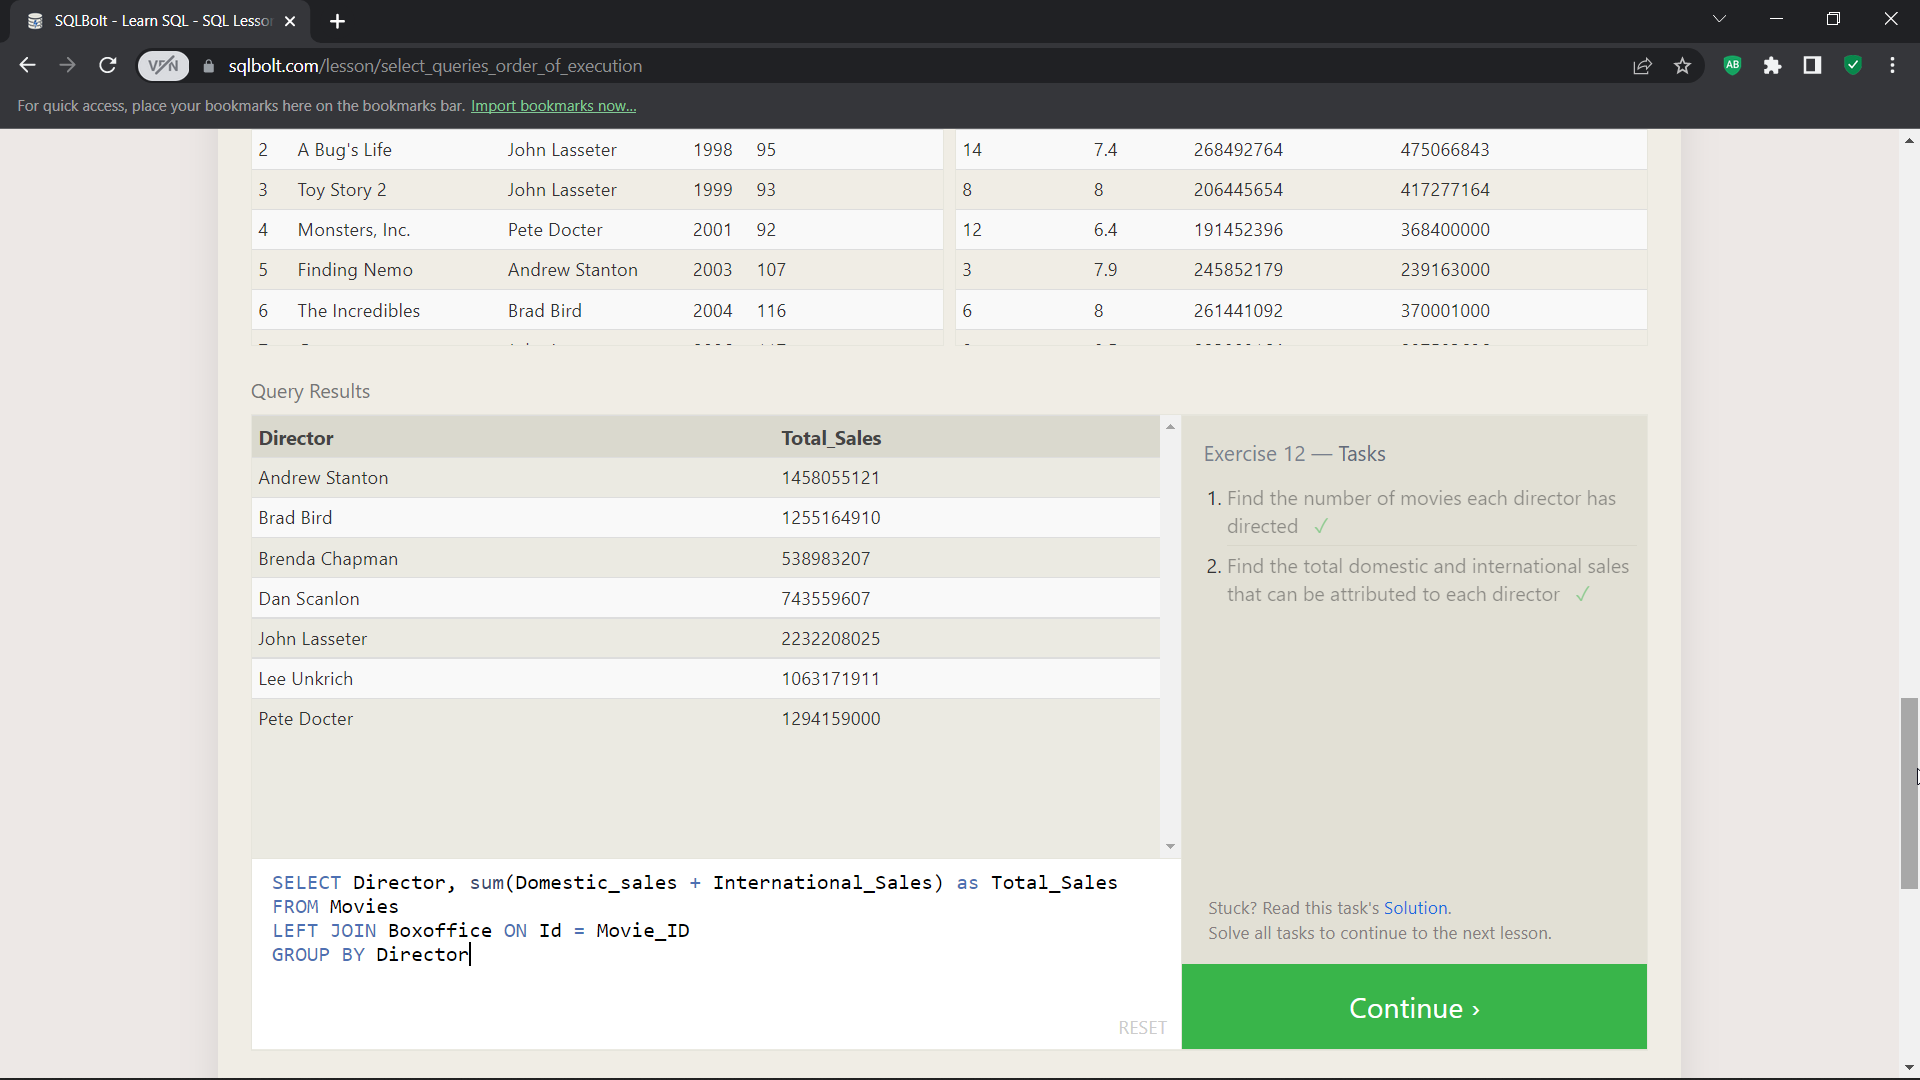 SQLBolt - Learn SQL - SQL Lesso
VPN
sqlbolt.com/lesson/select_queries_order_of_execution
AB
For quick access, place your bookmarks here on the bookmarks bar. Import bookmarks now...
2 A Bug's Life John Lasseter 1998 95 14 7.4 268492764 475066843
3 Toy Story 2 John Lasseter 1999 93 8 8 206445654 417277164
4 Monsters, Inc. Pete Docter 2001 92 12 6.4 191452396 368400000
5 Finding Nemo Andrew Stanton 2003 107 3 7.9 245852179 239163000
6 The Incredibles Brad Bird 2004 116 6 8 261441092 370001000
Query Results
Director Total_Sales
Andrew Stanton 1458055121
Brad Bird 1255164910
Brenda Chapman 538983207
Dan Scanlon 743559607
John Lasseter 2232208025
Lee Unkrich 1063171911
Pete Docter 1294159000
SELECT Director, sum(Domestic_sales + International_Sales) as Total_Sales
FROM Movies
LEFT JOIN Boxoffice ON Id = Movie_ID
GROUP BY Director
RESET
Exercise 12 — Tasks
1. Find the number of movies each director has
directed ✓
2. Find the total domestic and international sales
that can be attributed to each director ✓
Stuck? Read this task's Solution.
Solve all tasks to continue to the next lesson.
Continue ›